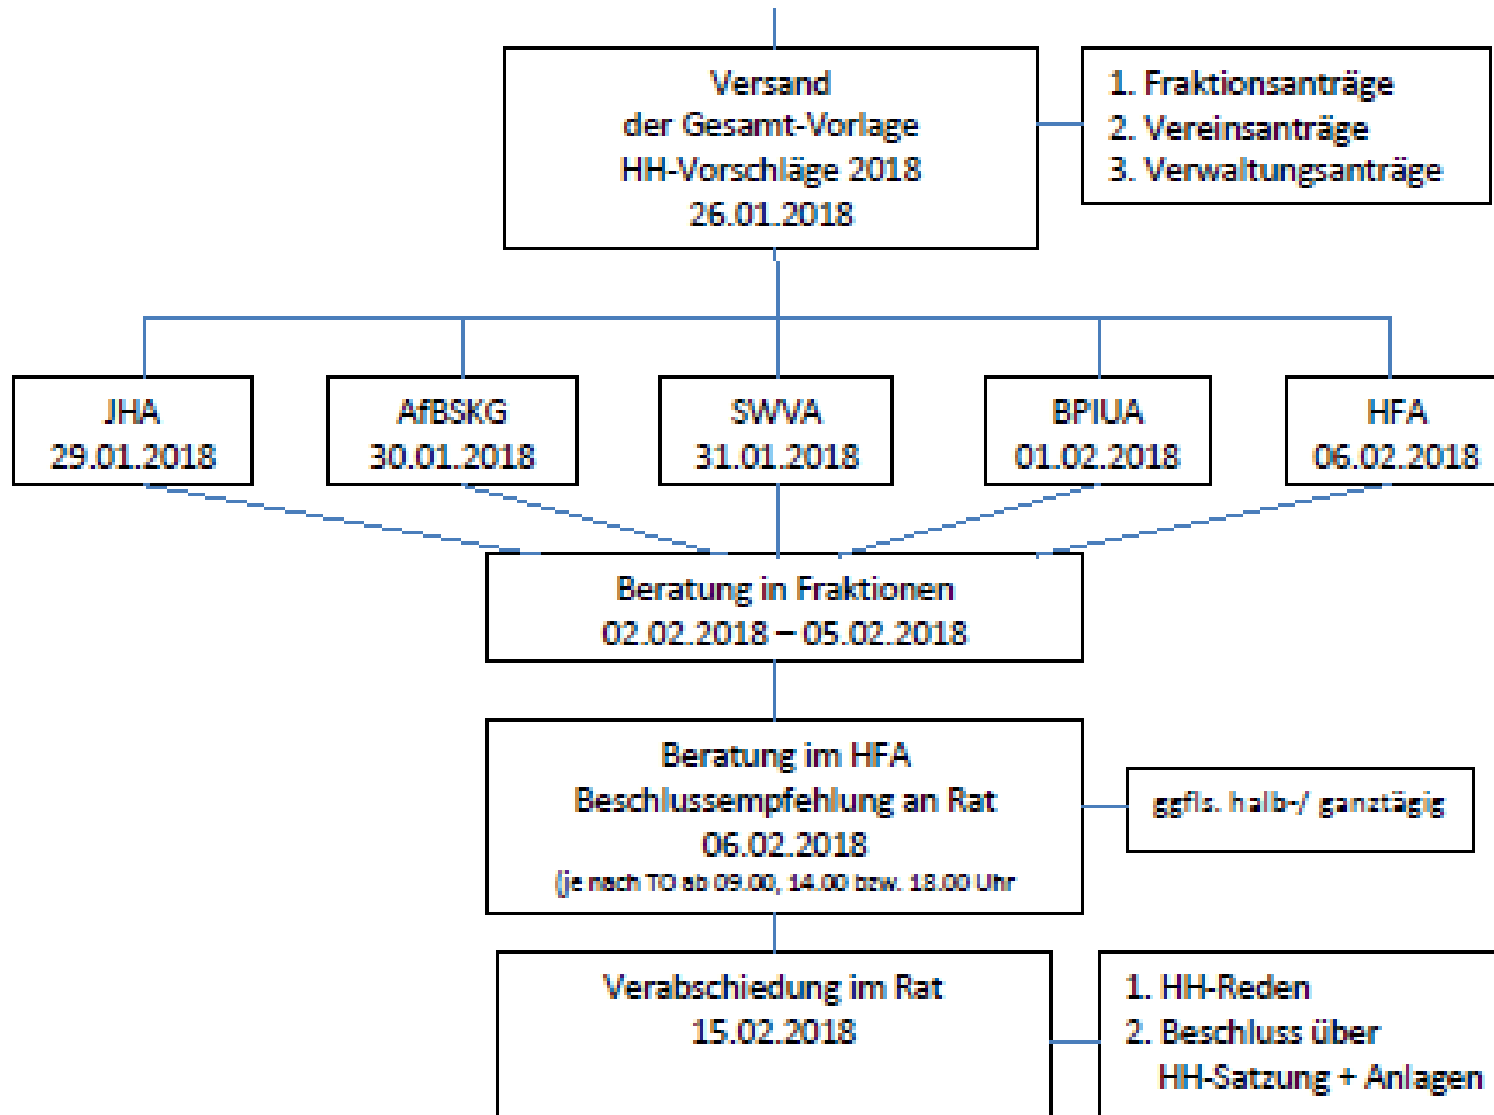 Versand
der Gesamt-Vorlage
HH-Vorschläge 2018
26.01.2018
1. Fraktionsanträge
2. Vereinsanträge
3. Verwaltungsanträge
JHA
29.01.2018
AfBSKG
30.01.2018
SWVA
31.01.2018
BPIUA
01.02.2018
HFA
06.02.2018
Beratung in Fraktionen
02.02.2018 – 05.02.2018
Beratung im HFA
Beschlussempfehlung an Rat
06.02.2018
(je nach TO ab 09.00, 14.00 bzw. 18.00 Uhr
ggfls. halb-/ ganztägig
Verabschiedung im Rat
15.02.2018
1. HH-Reden
2. Beschluss über
HH-Satzung + Anlagen